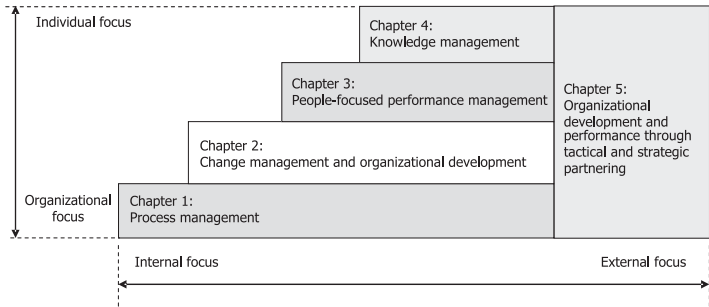 Individual focus
Chapter 4:
Knowledge management
Chapter 3:
People-focused performance management
Chapter 5:
Organizational
development and
performance through
tactical and strategic
partnering
Chapter 2:
Change management and organizational development
Organizational
focus
Chapter 1:
Process management
Internal focus
External focus